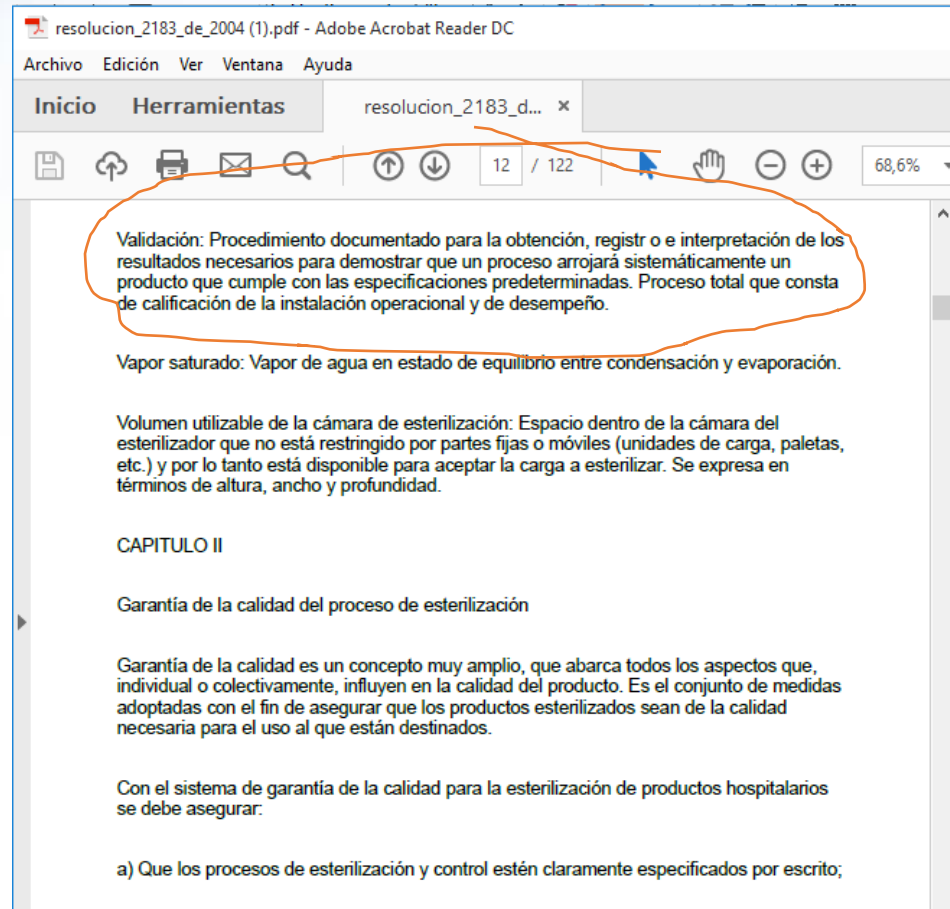 resolucion_2183_de_2004 (1).pdf - Adobe Acrobat Reader DC
Archivo Edición Ver Ventana Ayuda
Inicio Herramientas resolucion_2183_d... ×
12 / 122 68,6%
Validación: Procedimiento documentado para la obtención, registr o e interpretación de los
resultados necesarios para demostrar que un proceso arrojará sistemáticamente un
producto que cumple con las especificaciones predeterminadas. Proceso total que consta
de calificación de la instalación operacional y de desempeño.
Vapor saturado: Vapor de agua en estado de equilibrio entre condensación y evaporación.
Volumen utilizable de la cámara de esterilización: Espacio dentro de la cámara del
esterilizador que no está restringido por partes fijas o móviles (unidades de carga, paletas,
etc.) y por lo tanto está disponible para aceptar la carga a esterilizar. Se expresa en
términos de altura, ancho y profundidad.
CAPITULO II
Garantía de la calidad del proceso de esterilización
Garantía de la calidad es un concepto muy amplio, que abarca todos los aspectos que,
individual o colectivamente, influyen en la calidad del producto. Es el conjunto de medidas
adoptadas con el fin de asegurar que los productos esterilizados sean de la calidad
necesaria para el uso al que están destinados.
Con el sistema de garantía de la calidad para la esterilización de productos hospitalarios
se debe asegurar:
a) Que los procesos de esterilización y control estén claramente especificados por escrito;